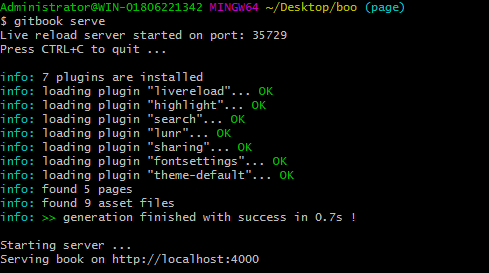 Administrator@WIN-01806221342 MINGW64 ~/Desktop/boo (page)
$ gitbook serve
Live reload server started on port: 35729
Press CTRL+C to quit ...
info: 7 plugins are installed
info: loading plugin "livereload"... OK
info: loading plugin "highlight"... OK
info: loading plugin "search"... OK
info: loading plugin "lunr"... OK
info: loading plugin "sharing"... OK
info: loading plugin "fontsettings"... OK
info: loading plugin "theme-default"... OK
info: found 5 pages
info: found 9 asset files
info: >> generation finished with success in 0.7s !
Starting server ...
Serving book on http://localhost:4000